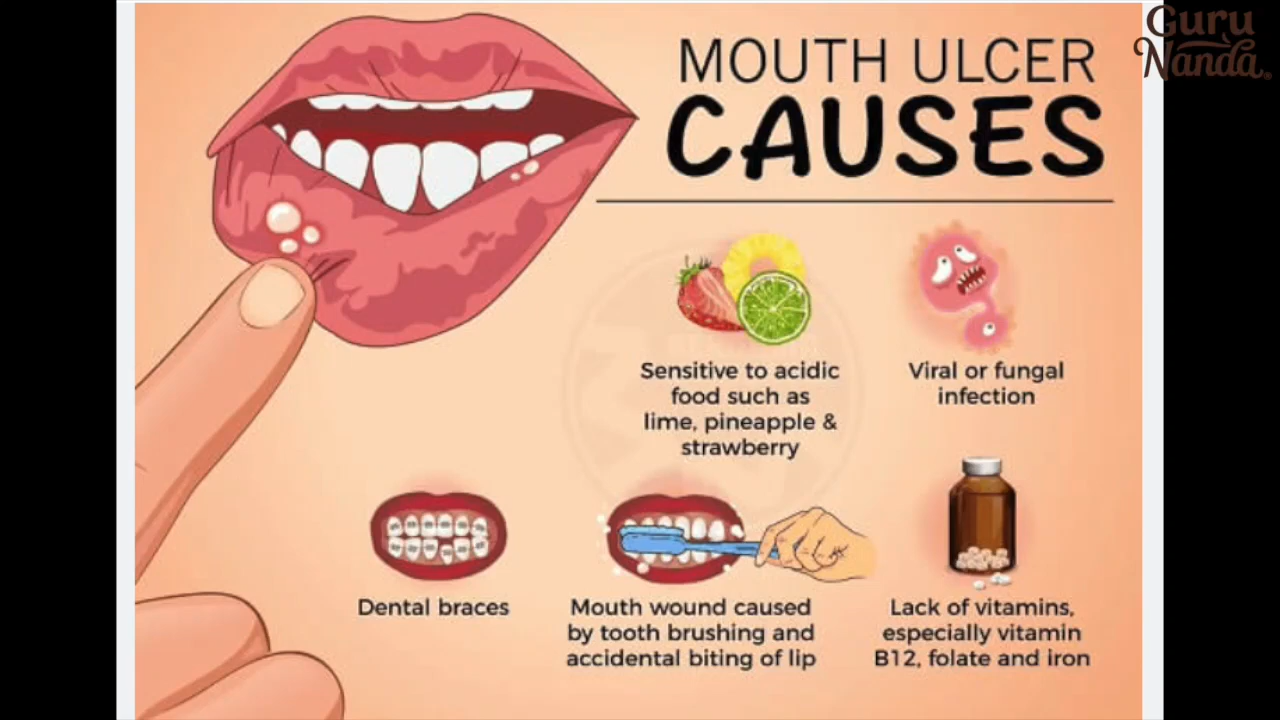 Guru
Nanda®
MOUTH ULCER
CAUSES
Sensitive to acidic
food such as
lime, pineapple &
strawberry
Viral or fungal
infection
Dental braces
Mouth wound caused
by tooth brushing and
accidental biting of lip
Lack of vitamins,
especially vitamin
B12, folate and iron